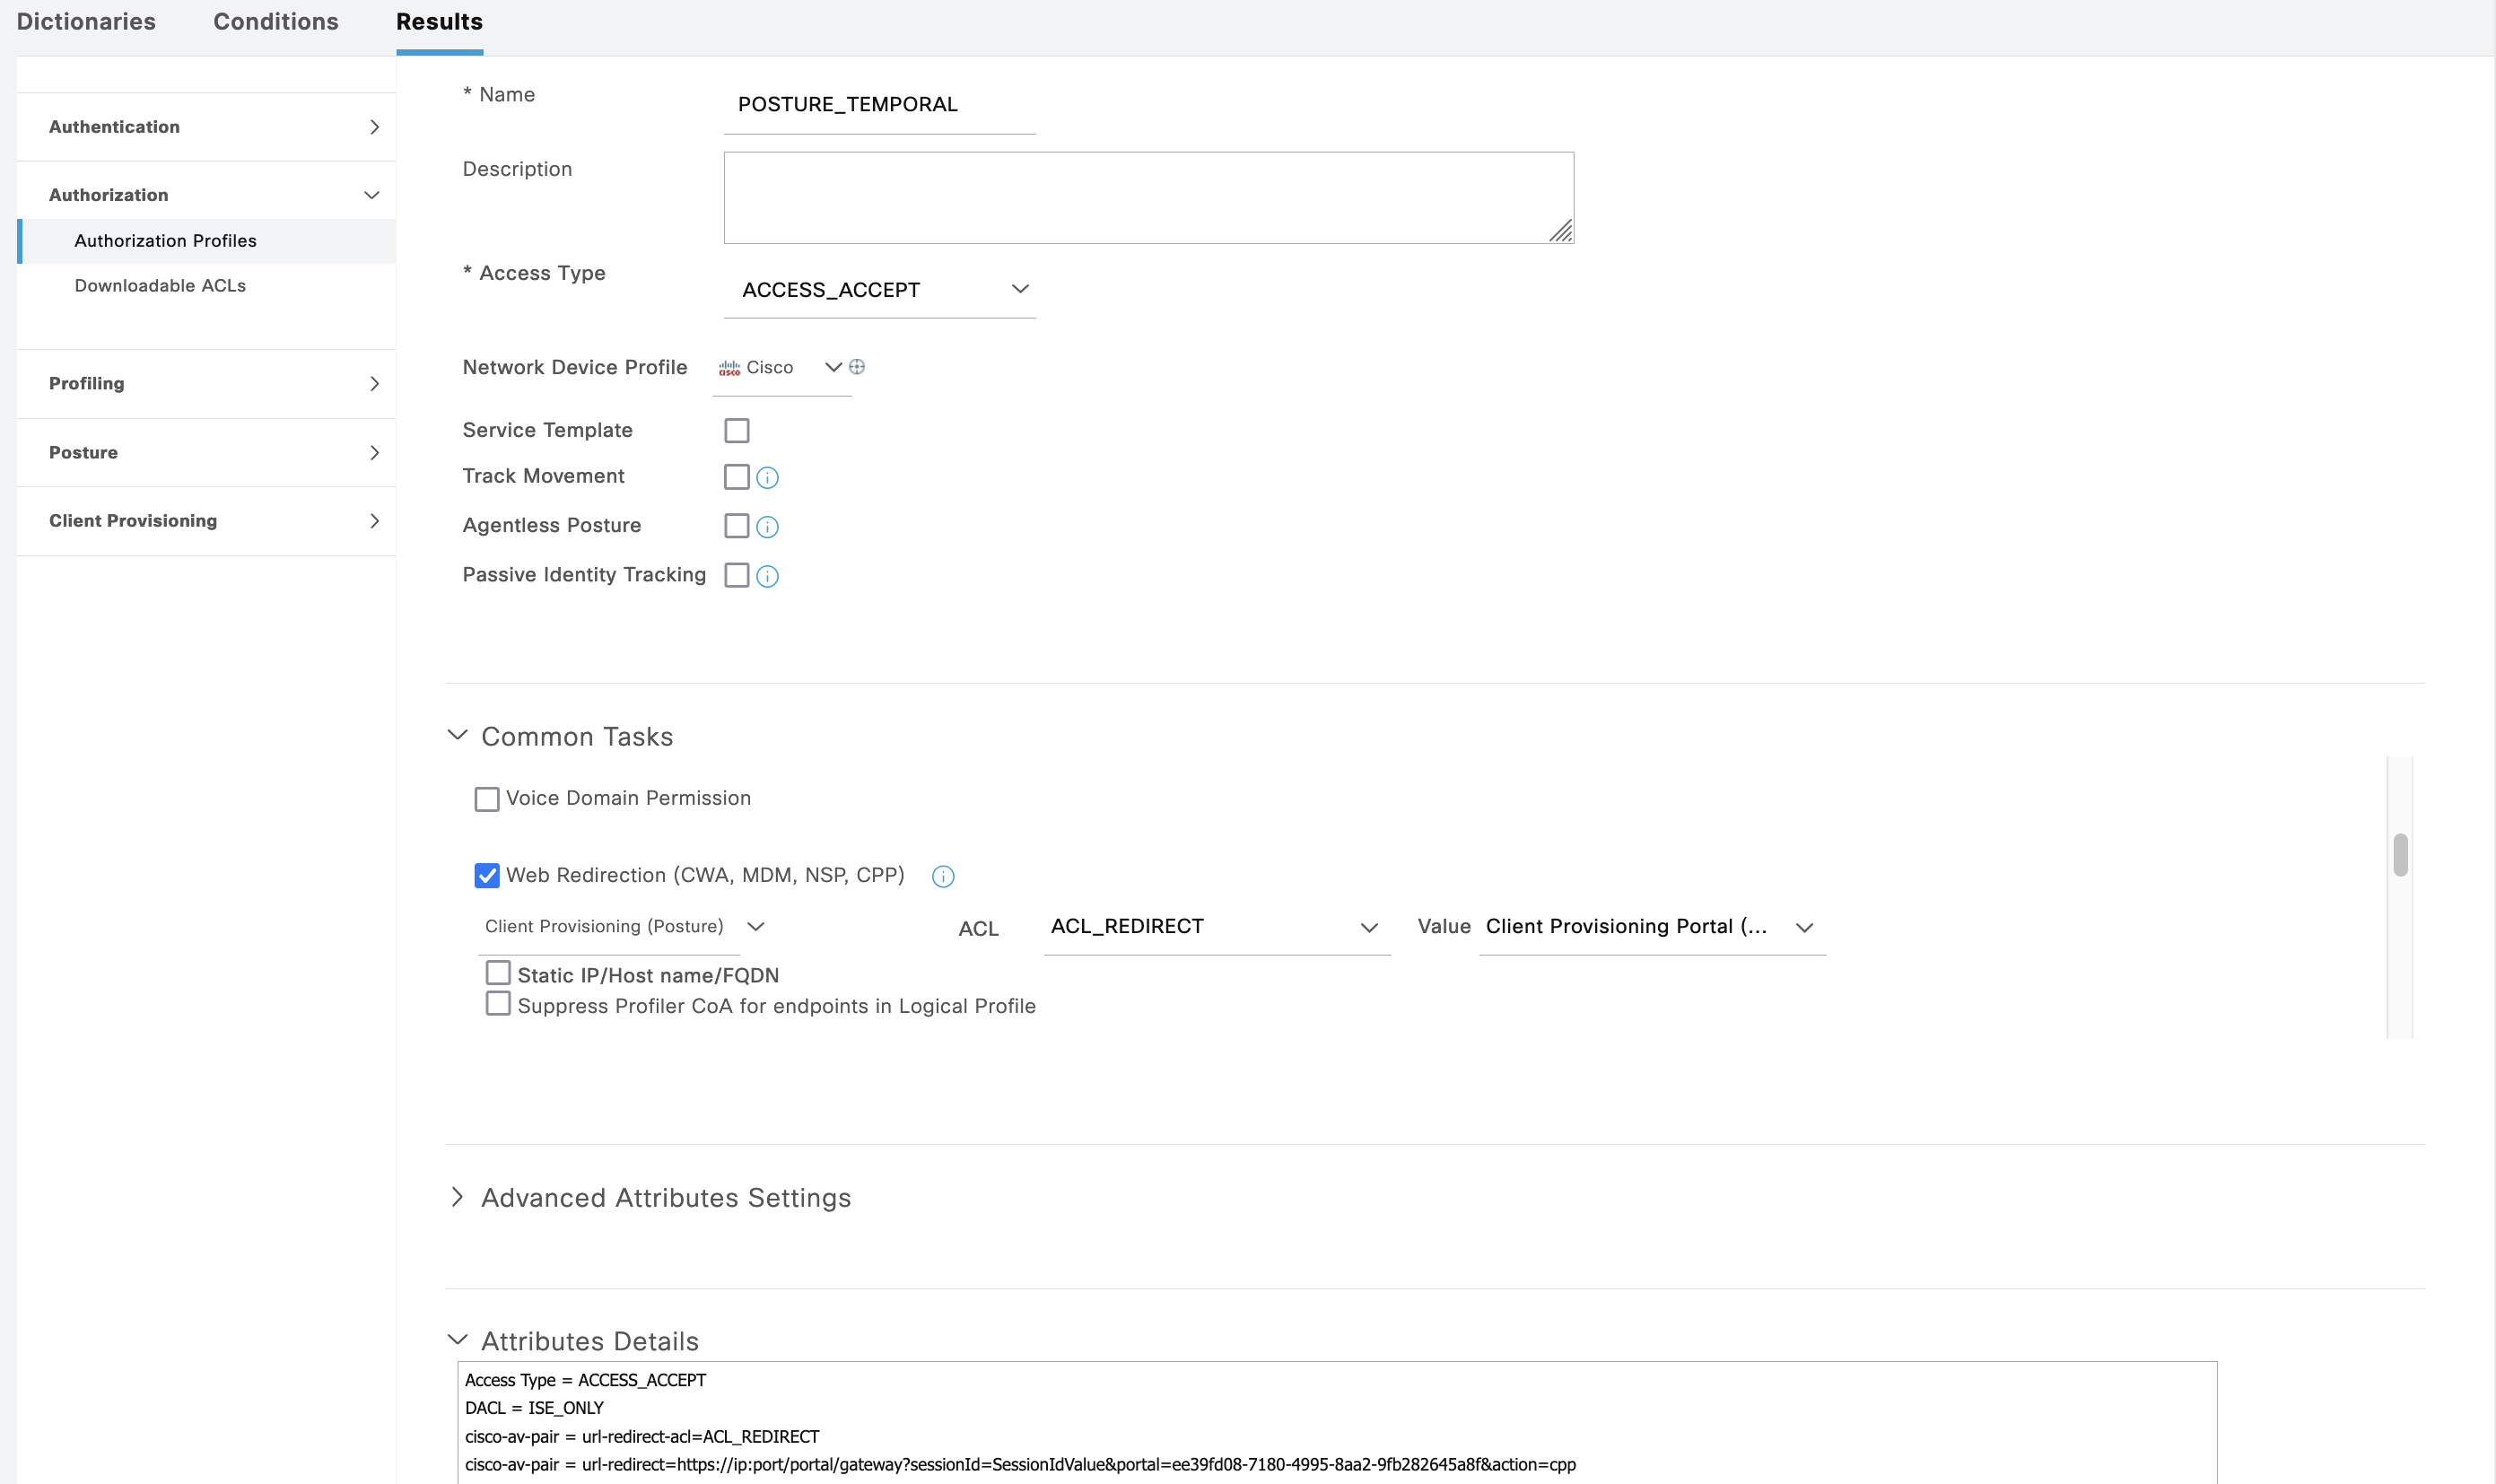 Dictionaries Conditions Results
Authentication
Authorization
Authorization Profiles
Downloadable ACLs
Profiling
Posture
Client Provisioning
* Name POSTURE_TEMPORAL
Description
* Access Type ACCESS_ACCEPT
Network Device Profile CISCO Cisco
Service Template
Track Movement
Agentless Posture
Passive Identity Tracking
Common Tasks
Voice Domain Permission
Web Redirection (CWA, MDM, NSP, CPP)
Client Provisioning (Posture) ACL ACL_REDIRECT Value Client Provisioning Portal (...
Static IP/Host name/FQDN
Suppress Profiler CoA for endpoints in Logical Profile
Advanced Attributes Settings
Attributes Details
Access Type = ACCESS_ACCEPT
DACL = ISE_ONLY
cisco-av-pair = url-redirect-acl=ACL_REDIRECT
cisco-av-pair = url-redirect=https://ip:port/portal/gateway?sessionId=SessionIdValue&portal=ee39fd08-7180-4995-8aa2-9fb282645a8f&action=cpp